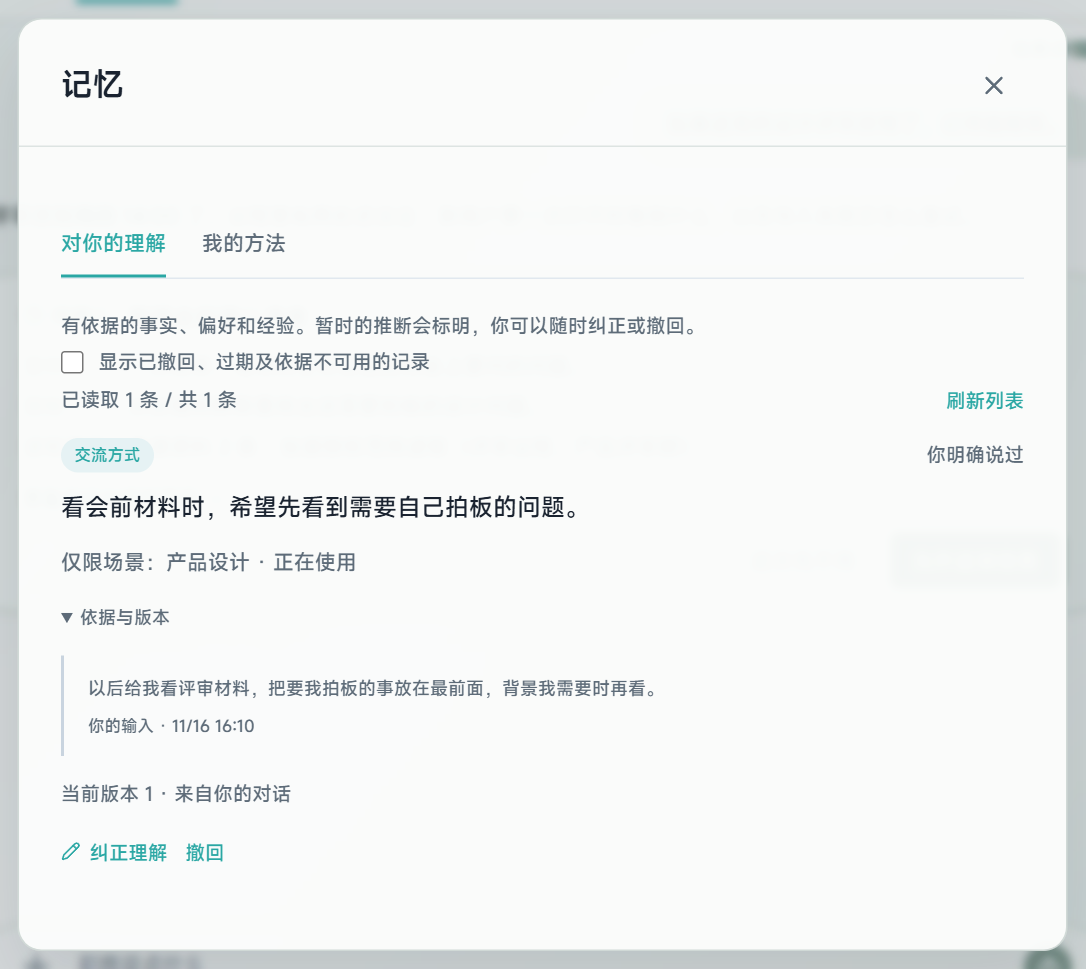 记忆
对你的理解 我的方法
有依据的事实、偏好和经验。暂时的推断会标明，你可以随时纠正或撤回。
显示已撤回、过期及依据不可用的记录
已读取 1 条 / 共 1 条 刷新列表
交流方式 你明确说过
看会前材料时，希望先看到需要自己拍板的问题。
仅限场景：产品设计 · 正在使用
▼ 依据与版本
以后给我看评审材料，把要我拍板的事放在最前面，背景我需要时再看。
你的输入 · 11/16 16:10
当前版本 1 · 来自你的对话
纠正理解 撤回